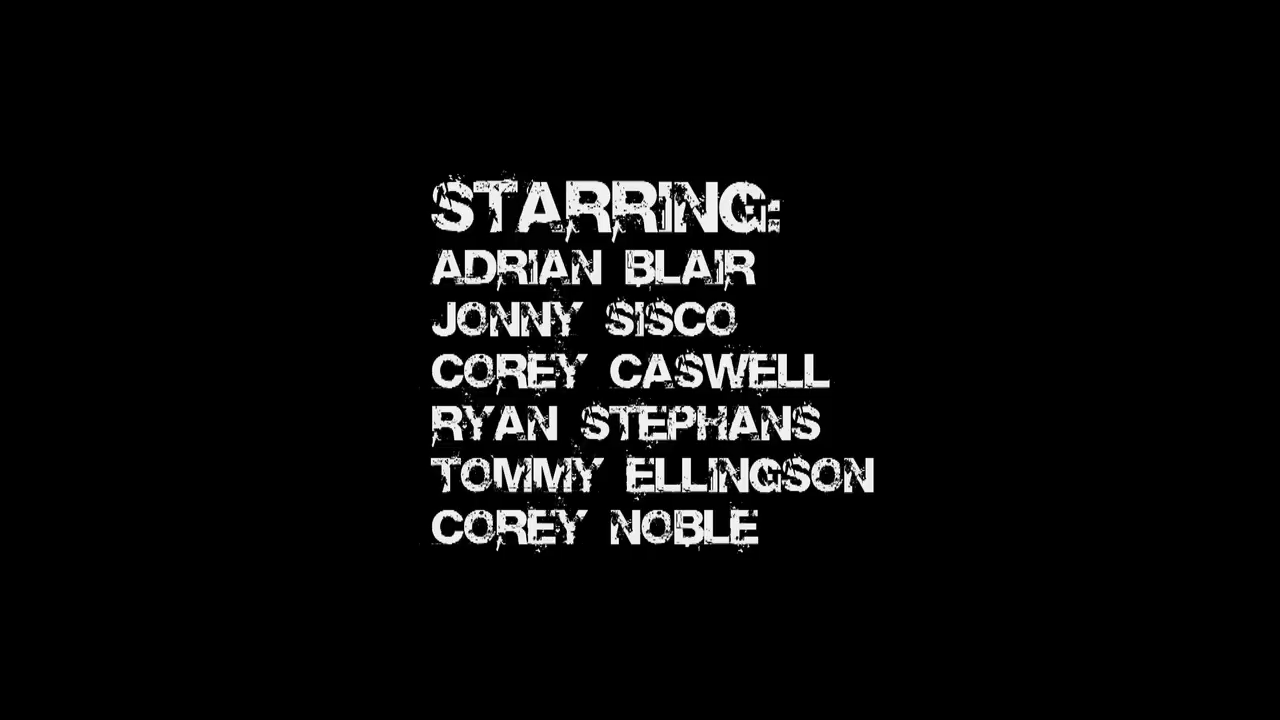 STARRING:
ADRIAN BLAIR
JONNY SISCO
COREY CASWELL
RYAN STEPHANS
TOMMY ELLINGSON
COREY NOBLE